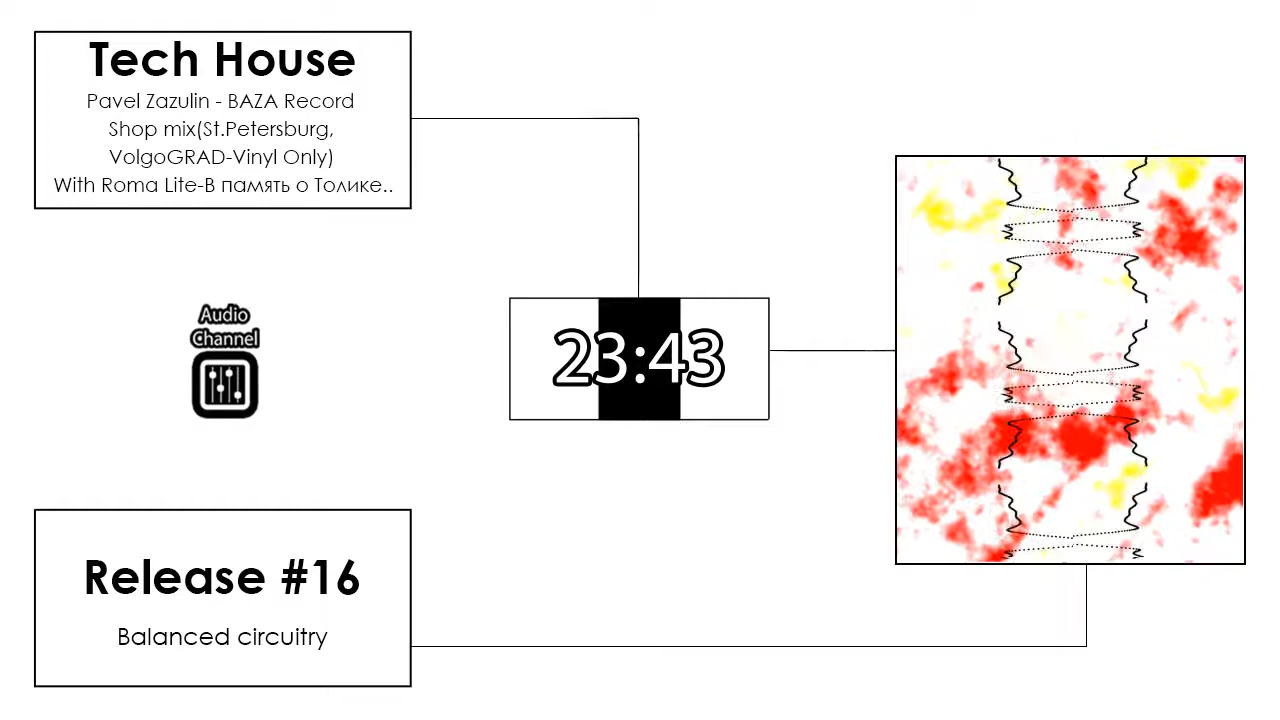 Tech House
Pavel Zazulin - BAZA Record
Shop mix(St.Petersburg,
VolgoGRAD-Vinyl Only)
With Roma Lite-В память о Толике..
Audio
Channel
23:43
Release #16
Balanced circuitry